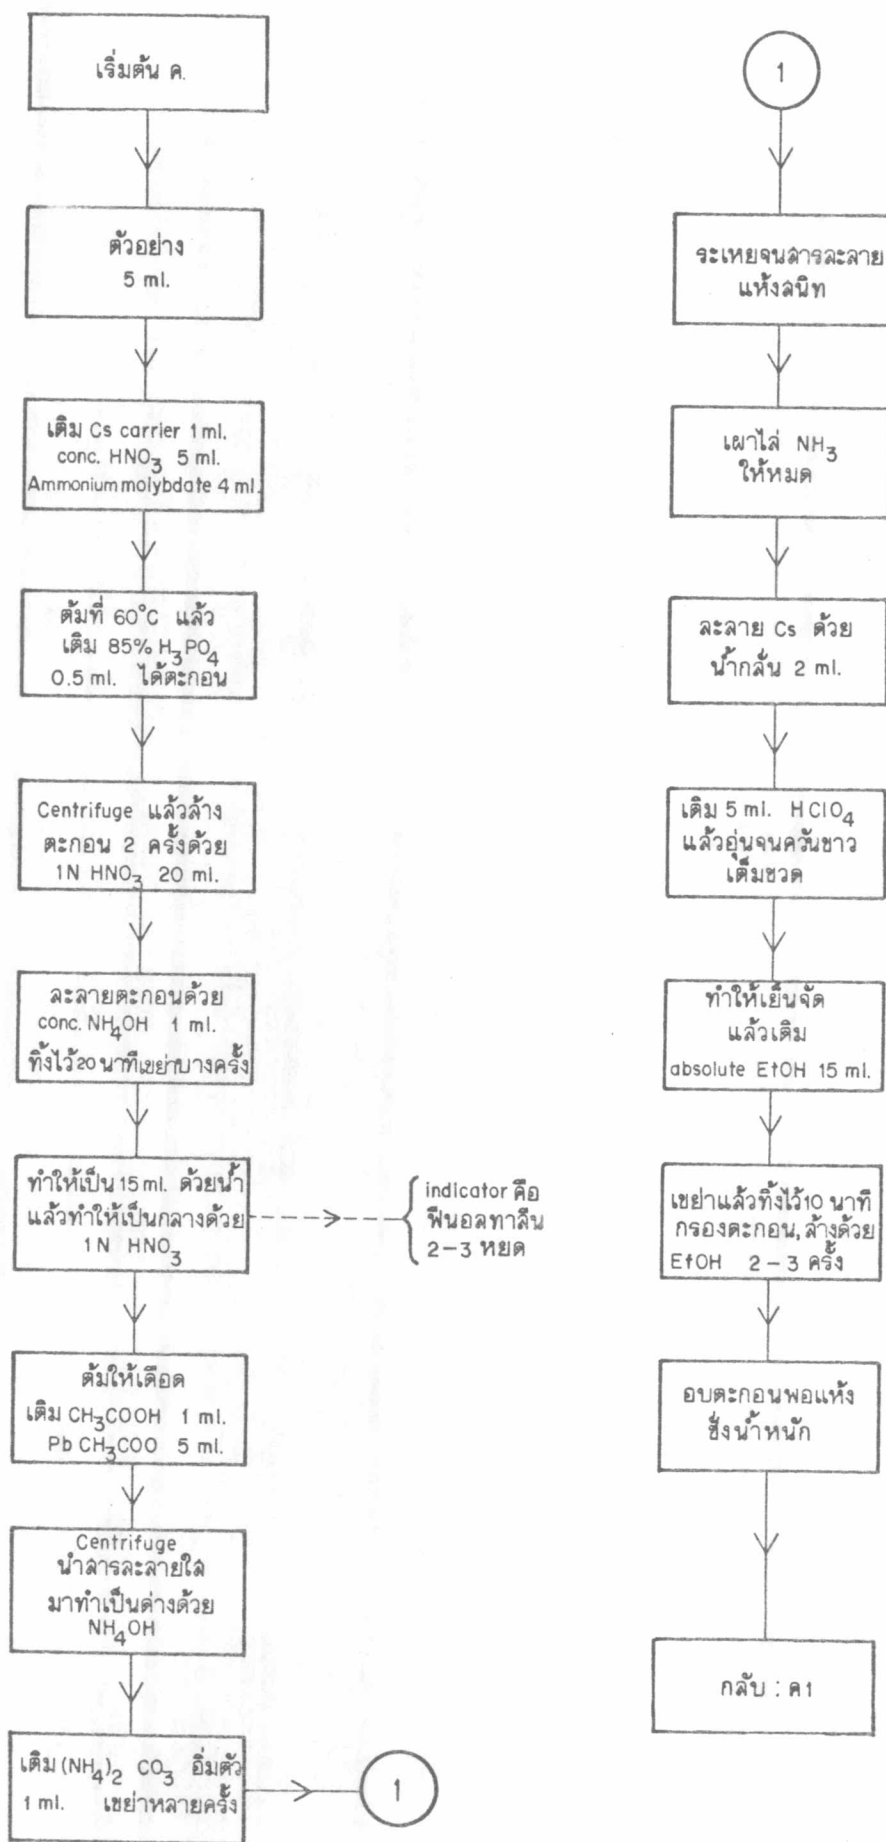 เริ่มต้น ค.
ตัวอย่าง
5 ml.
เติม Cs carrier 1 ml.
conc. HNO3 5 ml.
Ammonium molybdate 4 ml.
ต้มที่ 60°C แล้ว
เติม 85% H3PO4
0.5 ml. ได้ตะกอน
Centrifuge แล้วล้าง
ตะกอน 2 ครั้งด้วย
1N HNO3 20 ml.
ละลายตะกอนด้วย
conc. NH4OH 1 ml.
ทิ้งไว้ 20 นาที เขย่าบางครั้ง
ทำให้เป็น 15 ml. ด้วยน้ำ
แล้วทำให้เป็นกลางด้วย
1N HNO3
indicator คือ
ฟีนอลทาลีน
2-3 หยด
ต้มให้เดือด
เติม CH3COOH 1 ml.
Pb CH3COO 5 ml.
Centrifuge
นำสารละลายใส
มาทำเป็นด่างด้วย
NH4OH
เติม (NH4)2 CO3 อิ่มตัว
1 ml. เขย่าหลายครั้ง
1
1
ระเหยจนสารละลาย
แห้งสนิท
เผาไล่ NH3
ให้หมด
ละลาย Cs ด้วย
น้ำกลั่น 2 ml.
เติม 5 ml. HClO4
แล้วอุ่นจนควันขาว
เต็มขวด
ทำให้เย็นจัด
แล้วเติม
absolute EtOH 15 ml.
เขย่าแล้วทิ้งไว้ 10 นาที
กรองตะกอน, ล้างด้วย
EtOH 2 - 3 ครั้ง
อบตะกอนพอแห้ง
ชั่งน้ำหนัก
กลับ : ค1